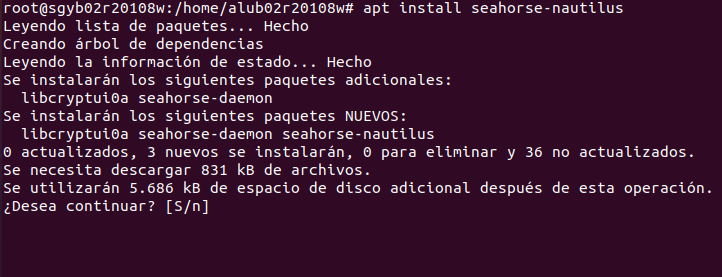 root@sgyb02r20108w:/home/alub02r20108w# apt install seahorse-nautilus
Leyendo lista de paquetes... Hecho
Creando árbol de dependencias
Leyendo la información de estado... Hecho
Se instalarán los siguientes paquetes adicionales:
  libcryptui0a seahorse-daemon
Se instalarán los siguientes paquetes NUEVOS:
  libcryptui0a seahorse-daemon seahorse-nautilus
0 actualizados, 3 nuevos se instalarán, 0 para eliminar y 36 no actualizados.
Se necesita descargar 831 kB de archivos.
Se utilizarán 5.686 kB de espacio de disco adicional después de esta operación.
¿Desea continuar? [S/n]